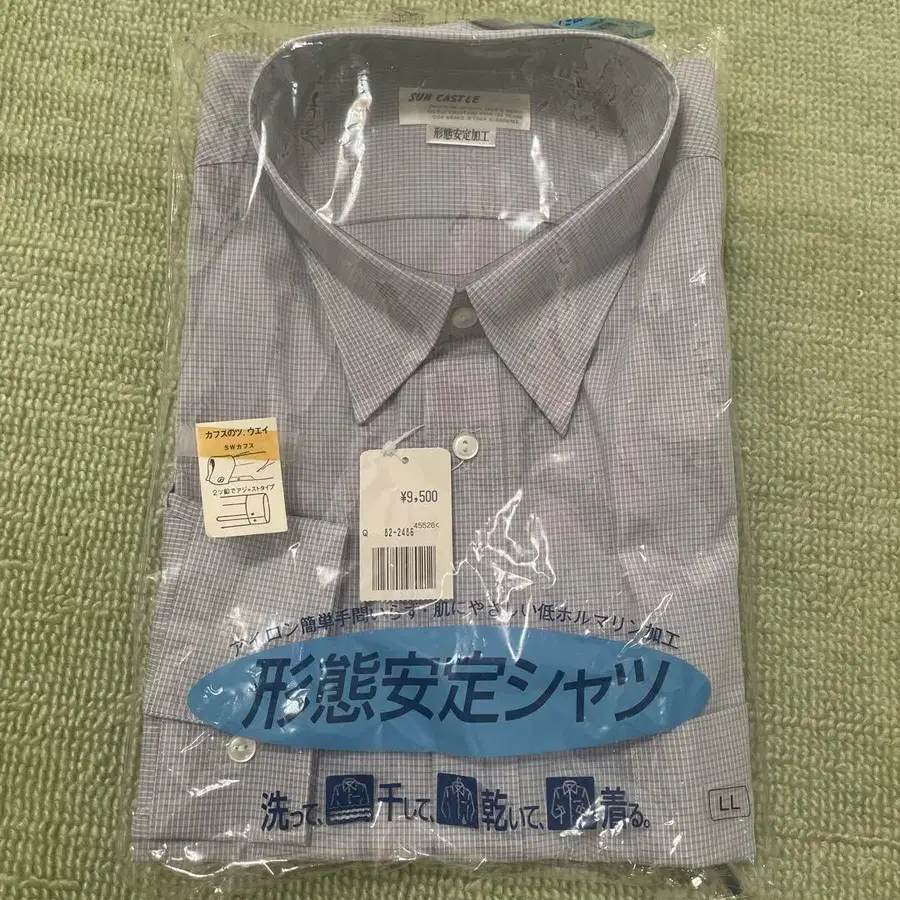 SUN CASTLE
形態安定加工
カフスのツーウエイ
SWカフス
2ツ釦でアジャストタイプ
¥9,500
45526<
Q 82-2486
アイロン簡単手間いらず・肌にやさしい低ホルマリン加工
形態安定シャツ
洗って、干して、乾いて、着る。
LL